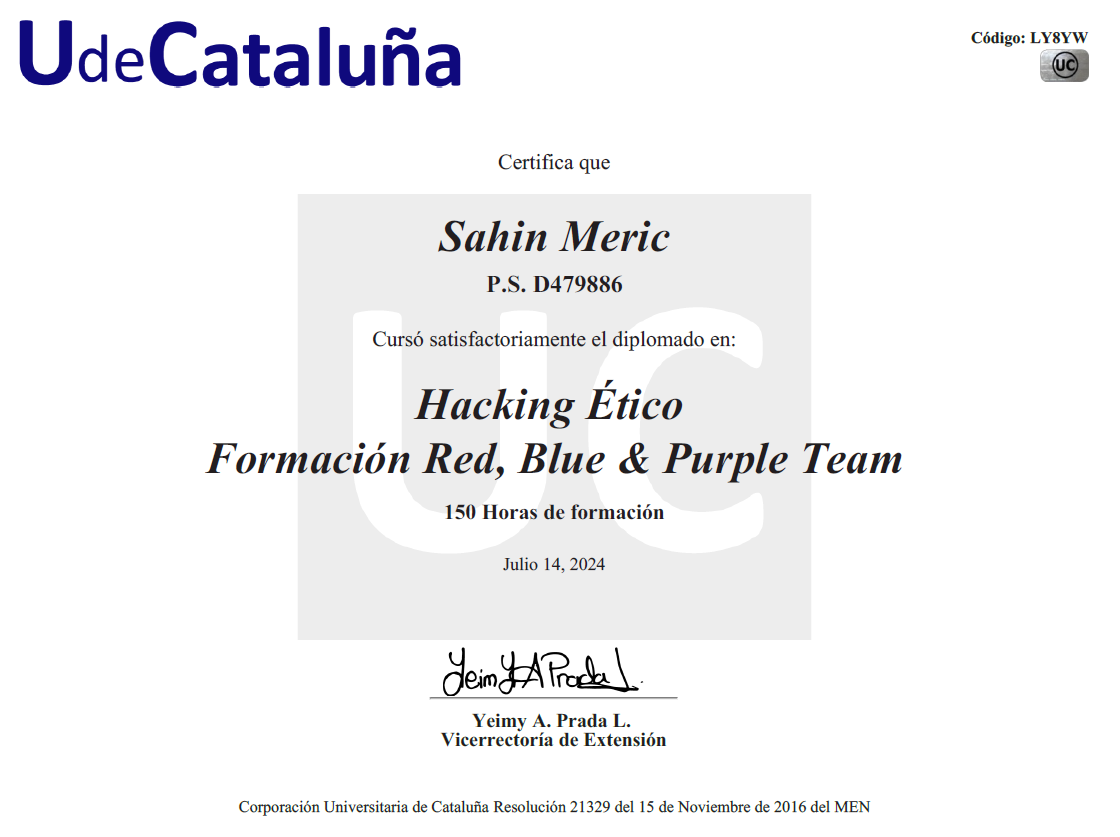 UdeCataluña
Código: LY8YW
UC
Certifica que
Sahin Meric
P.S. D479886
Cursó satisfactoriamente el diplomado en:
Hacking Ético
Formación Red, Blue & Purple Team
150 Horas de formación
Julio 14, 2024
UC
Yeimy A Prada L.
Yeimy A. Prada L.
Vicerrectoría de Extensión
Corporación Universitaria de Cataluña Resolución 21329 del 15 de Noviembre de 2016 del MEN